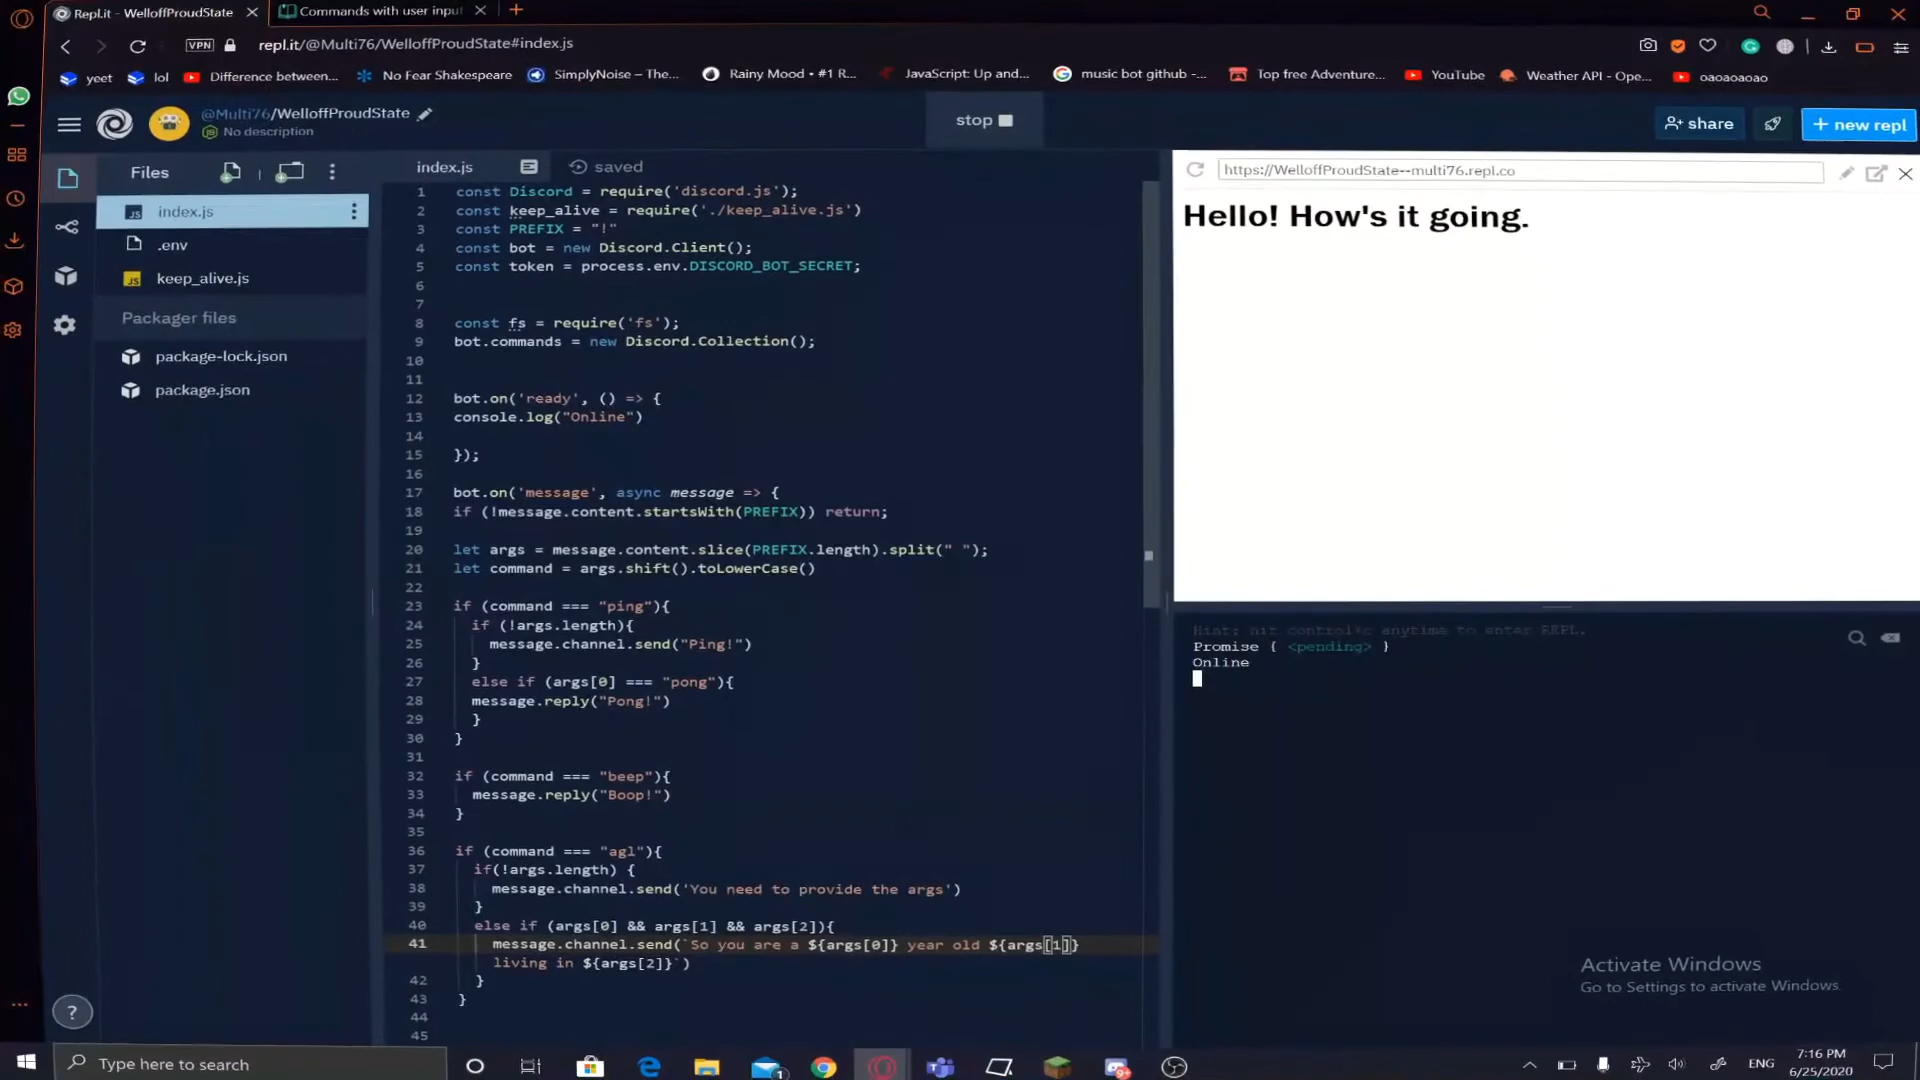 Repl.it - WelloffProudState
Commands with user input
VPN
repl.it/@Multi76/WelloffProudState#index.js
yeet
lol
Difference between...
No Fear Shakespeare
SimplyNoise – The...
Rainy Mood • #1 R...
JavaScript: Up and...
music bot github -...
Top free Adventure...
YouTube
Weather API - Ope...
oaoaoaoao
@Multi76/WelloffProudState
No description
stop
share
+ new repl
Files
index.js
.env
keep_alive.js
Packager files
package-lock.json
package.json
index.js
saved
1 const Discord = require('discord.js');
2 const keep_alive = require('./keep_alive.js')
3 const PREFIX = "!"
4 const bot = new Discord.Client();
5 const token = process.env.DISCORD_BOT_SECRET;
6
7
8 const fs = require('fs');
9 bot.commands = new Discord.Collection();
10
11
12 bot.on('ready', () => {
13 console.log("Online")
14
15 });
16
17 bot.on('message', async message => {
18 if (!message.content.startsWith(PREFIX)) return;
19
20 let args = message.content.slice(PREFIX.length).split(" ");
21 let command = args.shift().toLowerCase()
22
23 if (command === "ping"){
24 if (!args.length){
25 message.channel.send("Ping!")
26 }
27 else if (args[0] === "pong"){
28 message.reply("Pong!")
29 }
30 }
31
32 if (command === "beep"){
33 message.reply("Boop!")
34 }
35
36 if (command === "agl"){
37 if(!args.length) {
38 message.channel.send('You need to provide the args')
39 }
40 else if (args[0] && args[1] && args[2]){
41 message.channel.send(`So you are a ${args[0]} year old ${args[1]}
living in ${args[2]}`)
42 }
43 }
44
45
https://WelloffProudState--multi76.repl.co
Hello! How's it going.
Hint: hit control+c anytime to enter REPL.
Promise { <pending> }
Online
Activate Windows
Go to Settings to activate Windows.
?
Type here to search
1
9+
ENG
7:16 PM
6/25/2020